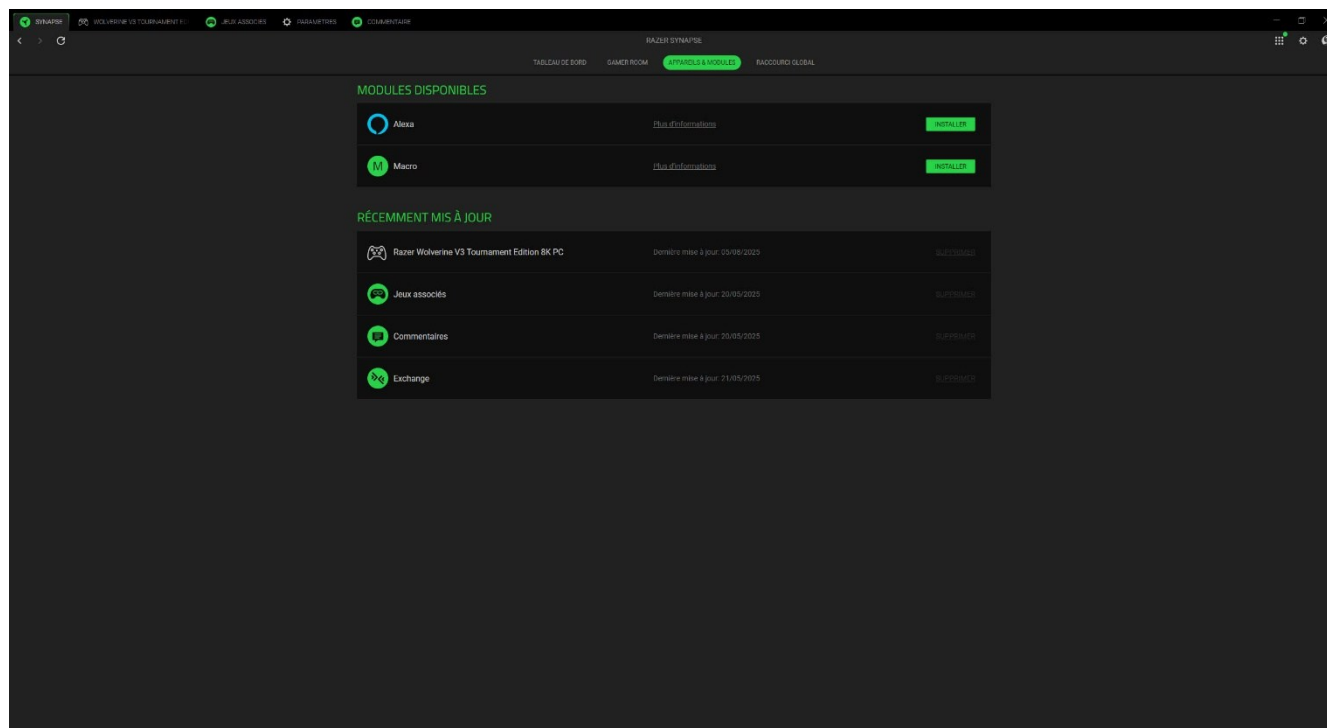 SYNAPSE WOLVERINE V3 TOURNAMENT JEUX ASSOCIÉS PARAMÈTRES COMMENTAIRE
RAZER SYNAPSE
TABLEAU DE BORD GAMER ROOM APPAREILS & MODULES RACCOURCI GLOBAL
MODULES DISPONIBLES
Alexa Plus d'informations INSTALLER
M Macro Plus d'informations INSTALLER
RÉCEMMENT MIS À JOUR
Razer Wolverine V3 Tournament Edition 8K PC Dernière mise à jour: 05/08/2025 SUPPRIMER
Jeux associés Dernière mise à jour: 20/05/2025 SUPPRIMER
Commentaires Dernière mise à jour: 20/05/2025 SUPPRIMER
Exchange Dernière mise à jour: 21/05/2025 SUPPRIMER